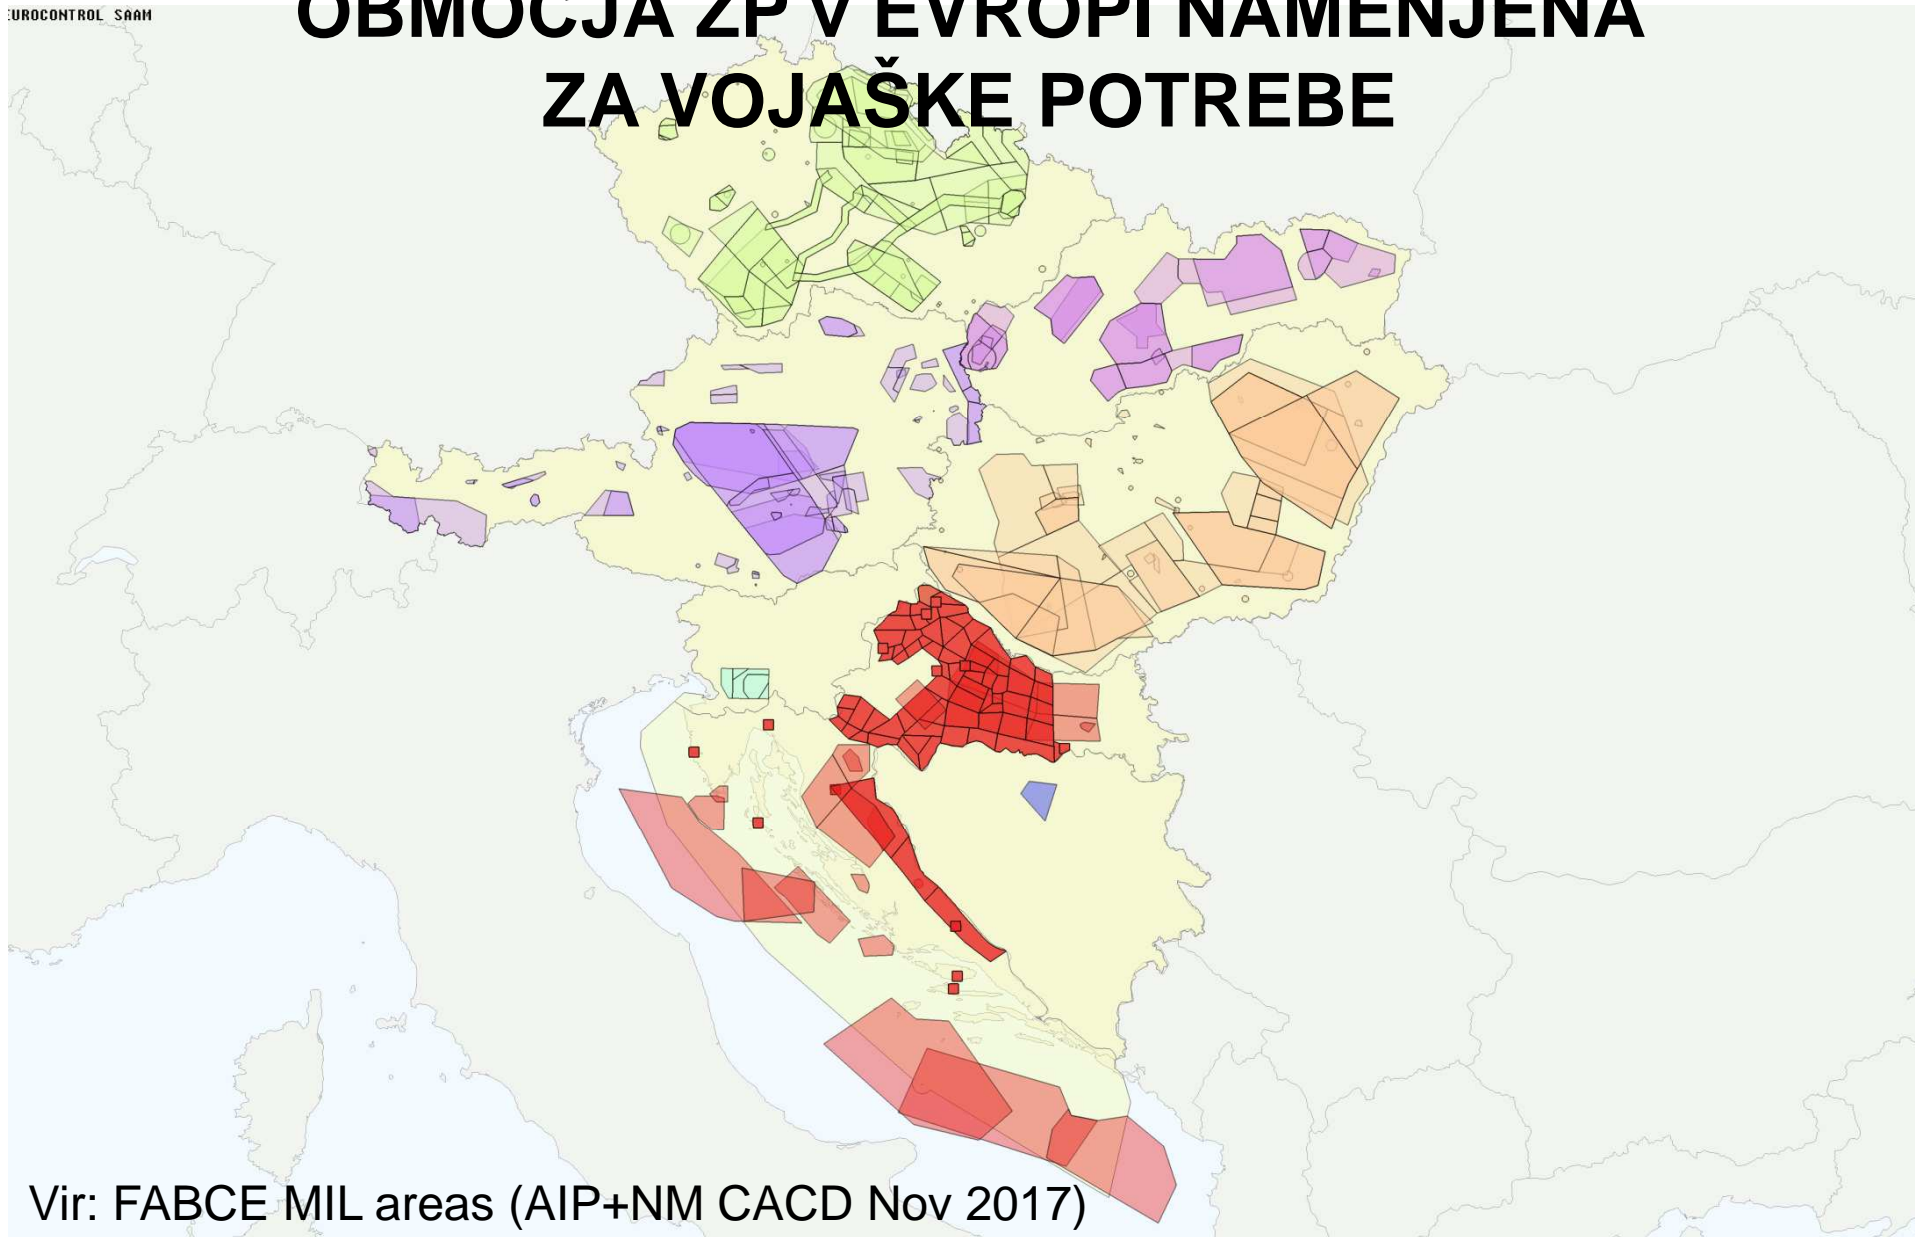 EUROCONTROL SAAM
OBMOČJA ZP V EVROPI NAMENJENA
ZA VOJAŠKE POTREBE
Vir: FABCE MIL areas (AIP+NM CACD Nov 2017)